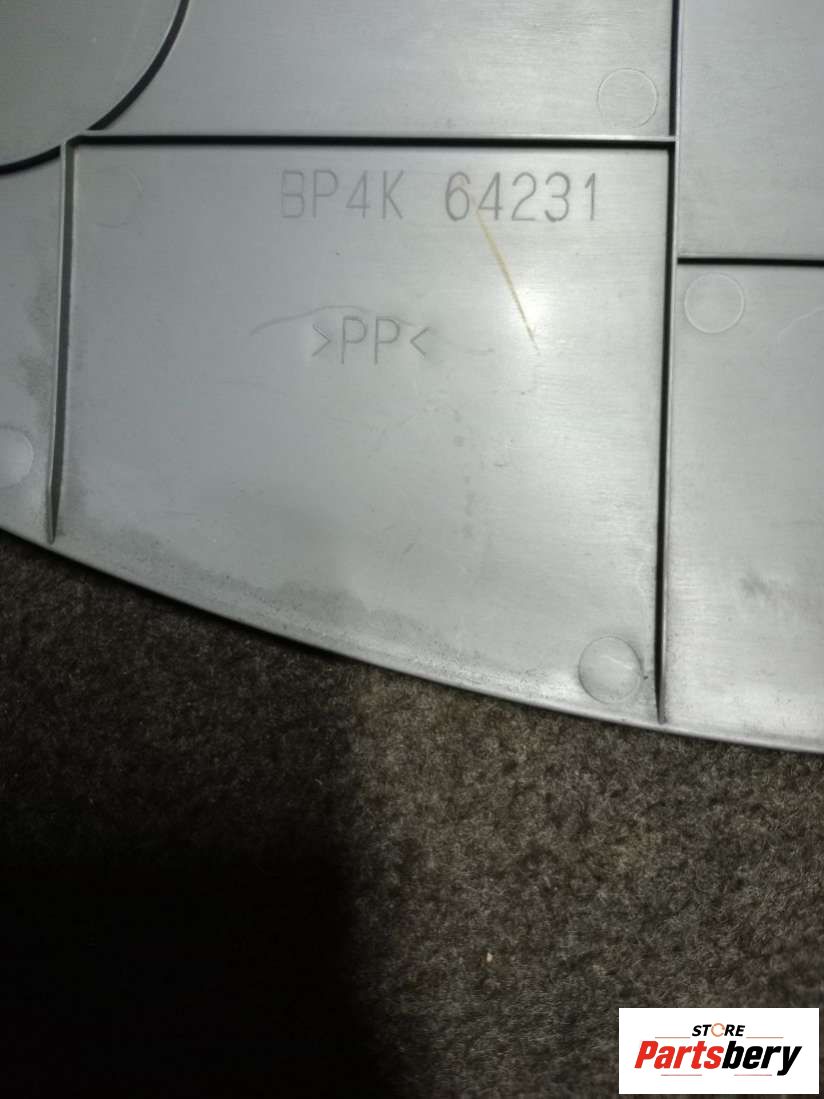 BP4K 64231
>PP<
STORE
Partsbery